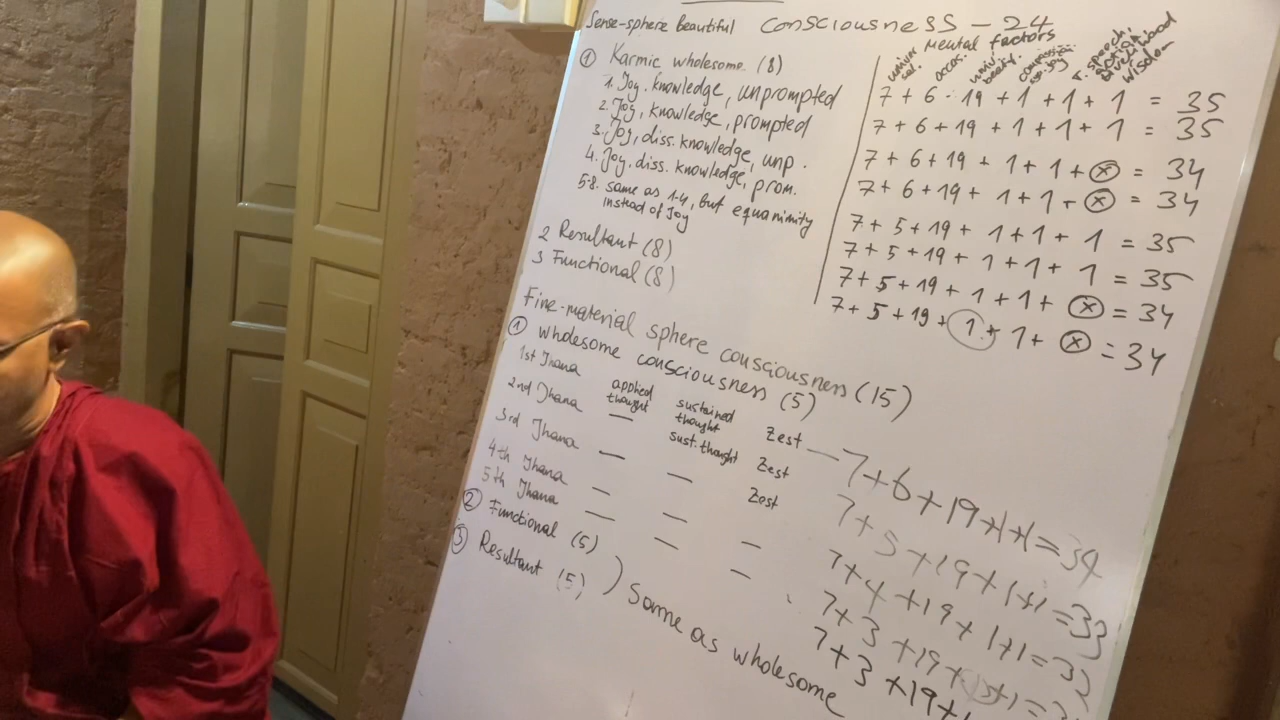 Sense-sphere beautiful consciousness - 24
Mental factors
occas.
wisdom
① Karmic wholesome (8)
1. Joy, knowledge, unprompted 7 + 6 + 19 + 1 + 1 + 1 = 35
2. Joy, knowledge, prompted 7 + 6 + 19 + 1 + 1 + 1 = 35
3. Joy, diss. knowledge, unp. 7 + 6 + 19 + 1 + 1 + ⓧ = 34
4. Joy, diss. knowledge, prom. 7 + 6 + 19 + 1 + 1 + ⓧ = 34
5-8. same as 1-4, but equanimity
instead of Joy
7 + 5 + 19 + 1 + 1 + 1 = 35
7 + 5 + 19 + 1 + 1 + 1 = 35
7 + 5 + 19 + 1 + 1 + ⓧ = 34
7 + 5 + 19 + 1 + 1 + ⓧ = 34
2 Resultant (8)
3 Functional (8)
Fine-material sphere consciousness (15)
① wholesome consciousness (5)
1st Jhana applied thought sustained thought Zest — 7 + 6 + 19 + 1 + 1 = 34
2nd Jhana — sust. thought Zest 7 + 5 + 19 + 1 + 1 = 33
3rd Jhana — — Zest 7 + 4 + 19 + 1 + 1 = 32
4th Jhana — — — 7 + 3 + 19 + 1 =
5th Jhana — — — 7 + 3 + 19 +
② Functional (5)
③ Resultant (5)
) Same as wholesome